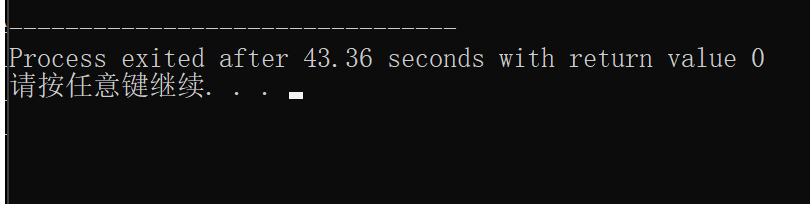 --------------------------------
Process exited after 43.36 seconds with return value 0
请按任意键继续. . .